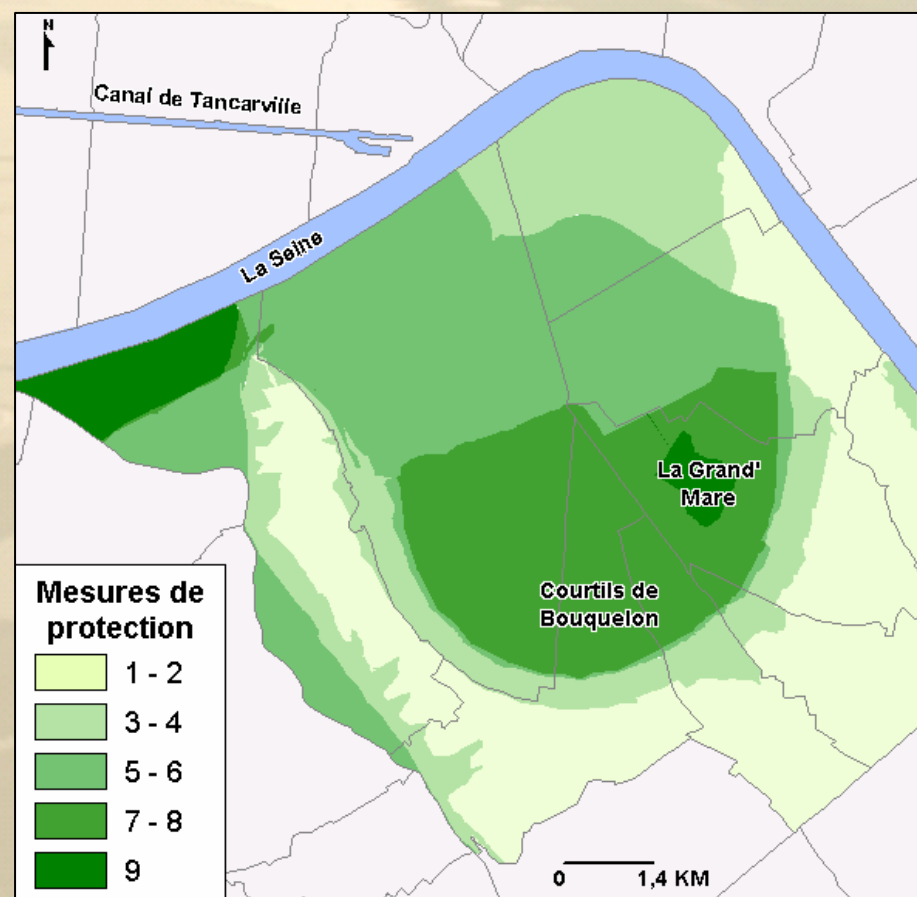 N
Canal de Tancarville
La Seine
La Grand'
Mare
Courtils de
Bouquelon
Mesures de
protection
1 - 2
3 - 4
5 - 6
7 - 8
9
0 1,4 KM